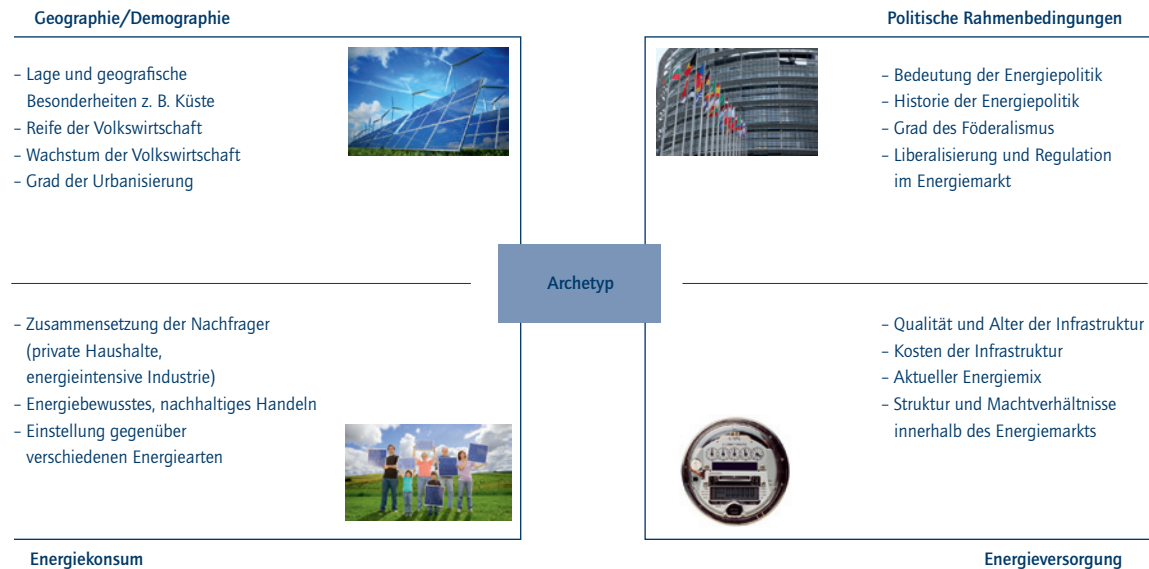 Geographie/Demographie
– Lage und geografische
Besonderheiten z. B. Küste
– Reife der Volkswirtschaft
– Wachstum der Volkswirtschaft
– Grad der Urbanisierung
Politische Rahmenbedingungen
– Bedeutung der Energiepolitik
– Historie der Energiepolitik
– Grad des Föderalismus
– Liberalisierung und Regulation
im Energiemarkt
Archetyp
– Zusammensetzung der Nachfrager
(private Haushalte,
energieintensive Industrie)
– Energiebewusstes, nachhaltiges Handeln
– Einstellung gegenüber
verschiedenen Energiearten
Energiekonsum
– Qualität und Alter der Infrastruktur
– Kosten der Infrastruktur
– Aktueller Energiemix
– Struktur und Machtverhältnisse
innerhalb des Energiemarkts
Energieversorgung